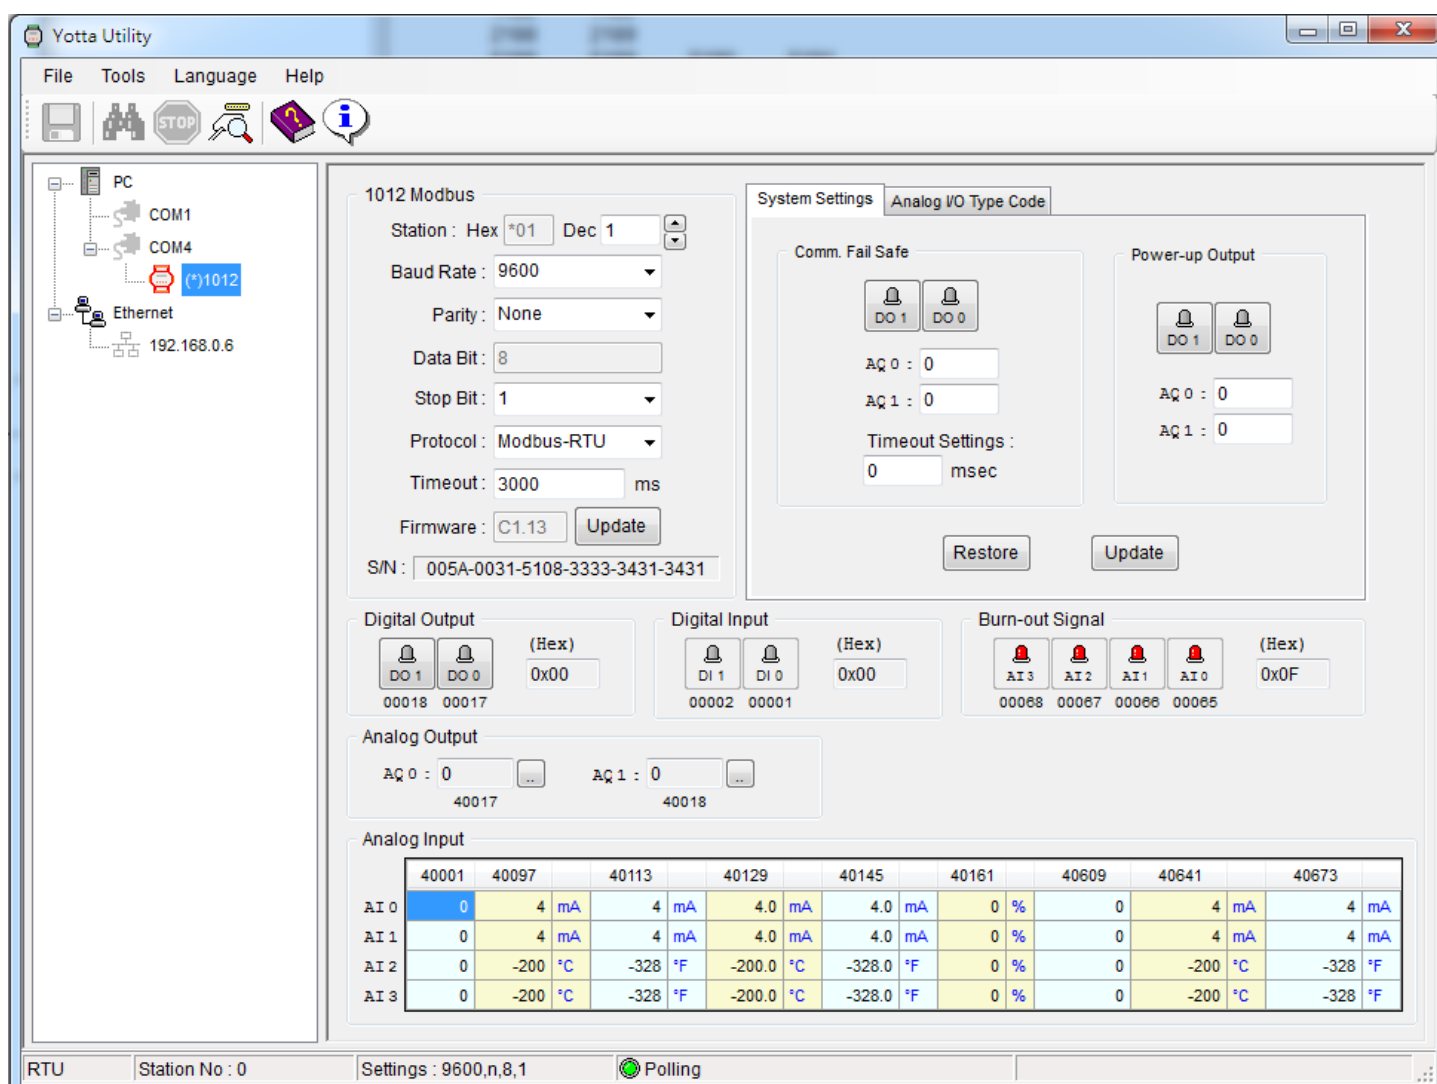 Yotta Utility
File Tools Language Help
STOP
PC
COM1
COM4
(*)1012
Ethernet
192.168.0.6
1012 Modbus
Station : Hex *01 Dec 1
Baud Rate : 9600
Parity : None
Data Bit : 8
Stop Bit : 1
Protocol : Modbus-RTU
Timeout : 3000 ms
Firmware : C1.13 Update
S/N : 005A-0031-5108-3333-3431-3431
System Settings Analog I/O Type Code
Comm. Fail Safe
DO 1 DO 0
AQ 0 : 0
AQ 1 : 0
Timeout Settings :
0 msec
Power-up Output
DO 1 DO 0
AQ 0 : 0
AQ 1 : 0
Restore Update
Digital Output
(Hex)
DO 1 DO 0 0x00
00018 00017
Digital Input
(Hex)
DI 1 DI 0 0x00
00002 00001
Burn-out Signal
(Hex)
AI 3 AI 2 AI 1 AI 0 0x0F
00068 00067 00066 00065
Analog Output
AQ 0 : 0 .. AQ 1 : 0 ..
40017 40018
Analog Input
40001 40097 40113 40129 40145 40161 40609 40641 40673
AI 0 0 4 mA 4 mA 4.0 mA 4.0 mA 0 % 0 4 mA 4 mA
AI 1 0 4 mA 4 mA 4.0 mA 4.0 mA 0 % 0 4 mA 4 mA
AI 2 0 -200 °C -328 °F -200.0 °C -328.0 °F 0 % 0 -200 °C -328 °F
AI 3 0 -200 °C -328 °F -200.0 °C -328.0 °F 0 % 0 -200 °C -328 °F
RTU Station No : 0 Settings : 9600,n,8,1 Polling